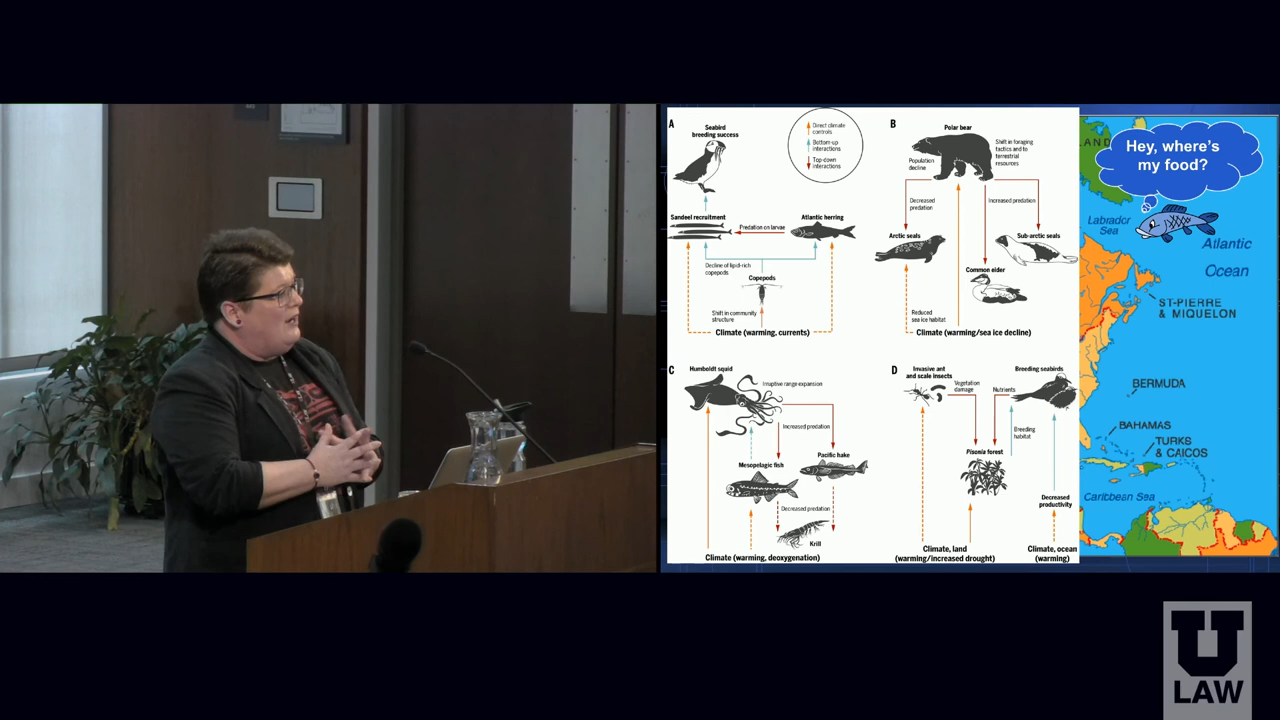 A
Seabird
breeding success
Direct climate
controls
Bottom-up
interactions
Top-down
interactions
Sandeel recruitment
Predation on larvae
Atlantic herring
Decline of lipid-rich
copepods
Copepods
Shift in community
structure
Climate (warming, currents)
B
Polar bear
Population
decline
Shift in foraging
tactics and to
terrestrial
resources
Decreased
predation
Increased predation
Arctic seals
Sub-arctic seals
Common eider
Reduced
sea ice habitat
Climate (warming/sea ice decline)
C
Humboldt squid
Irruptive range expansion
Increased predation
Mesopelagic fish
Pacific hake
Decreased predation
Krill
Climate (warming, deoxygenation)
D
Invasive ant
and scale insects
Vegetation
damage
Nutrients
Breeding seabirds
Breeding
habitat
Pisonia forest
Decreased
productivity
Climate, land
(warming/increased drought)
Climate, ocean
(warming)
Hey, where's
my food?
LAND
Labrador
Sea
Atlantic
Ocean
ST-PIERRE
& MIQUELON
BERMUDA
BAHAMAS
TURKS
& CAICOS
Caribbean Sea
U
LAW